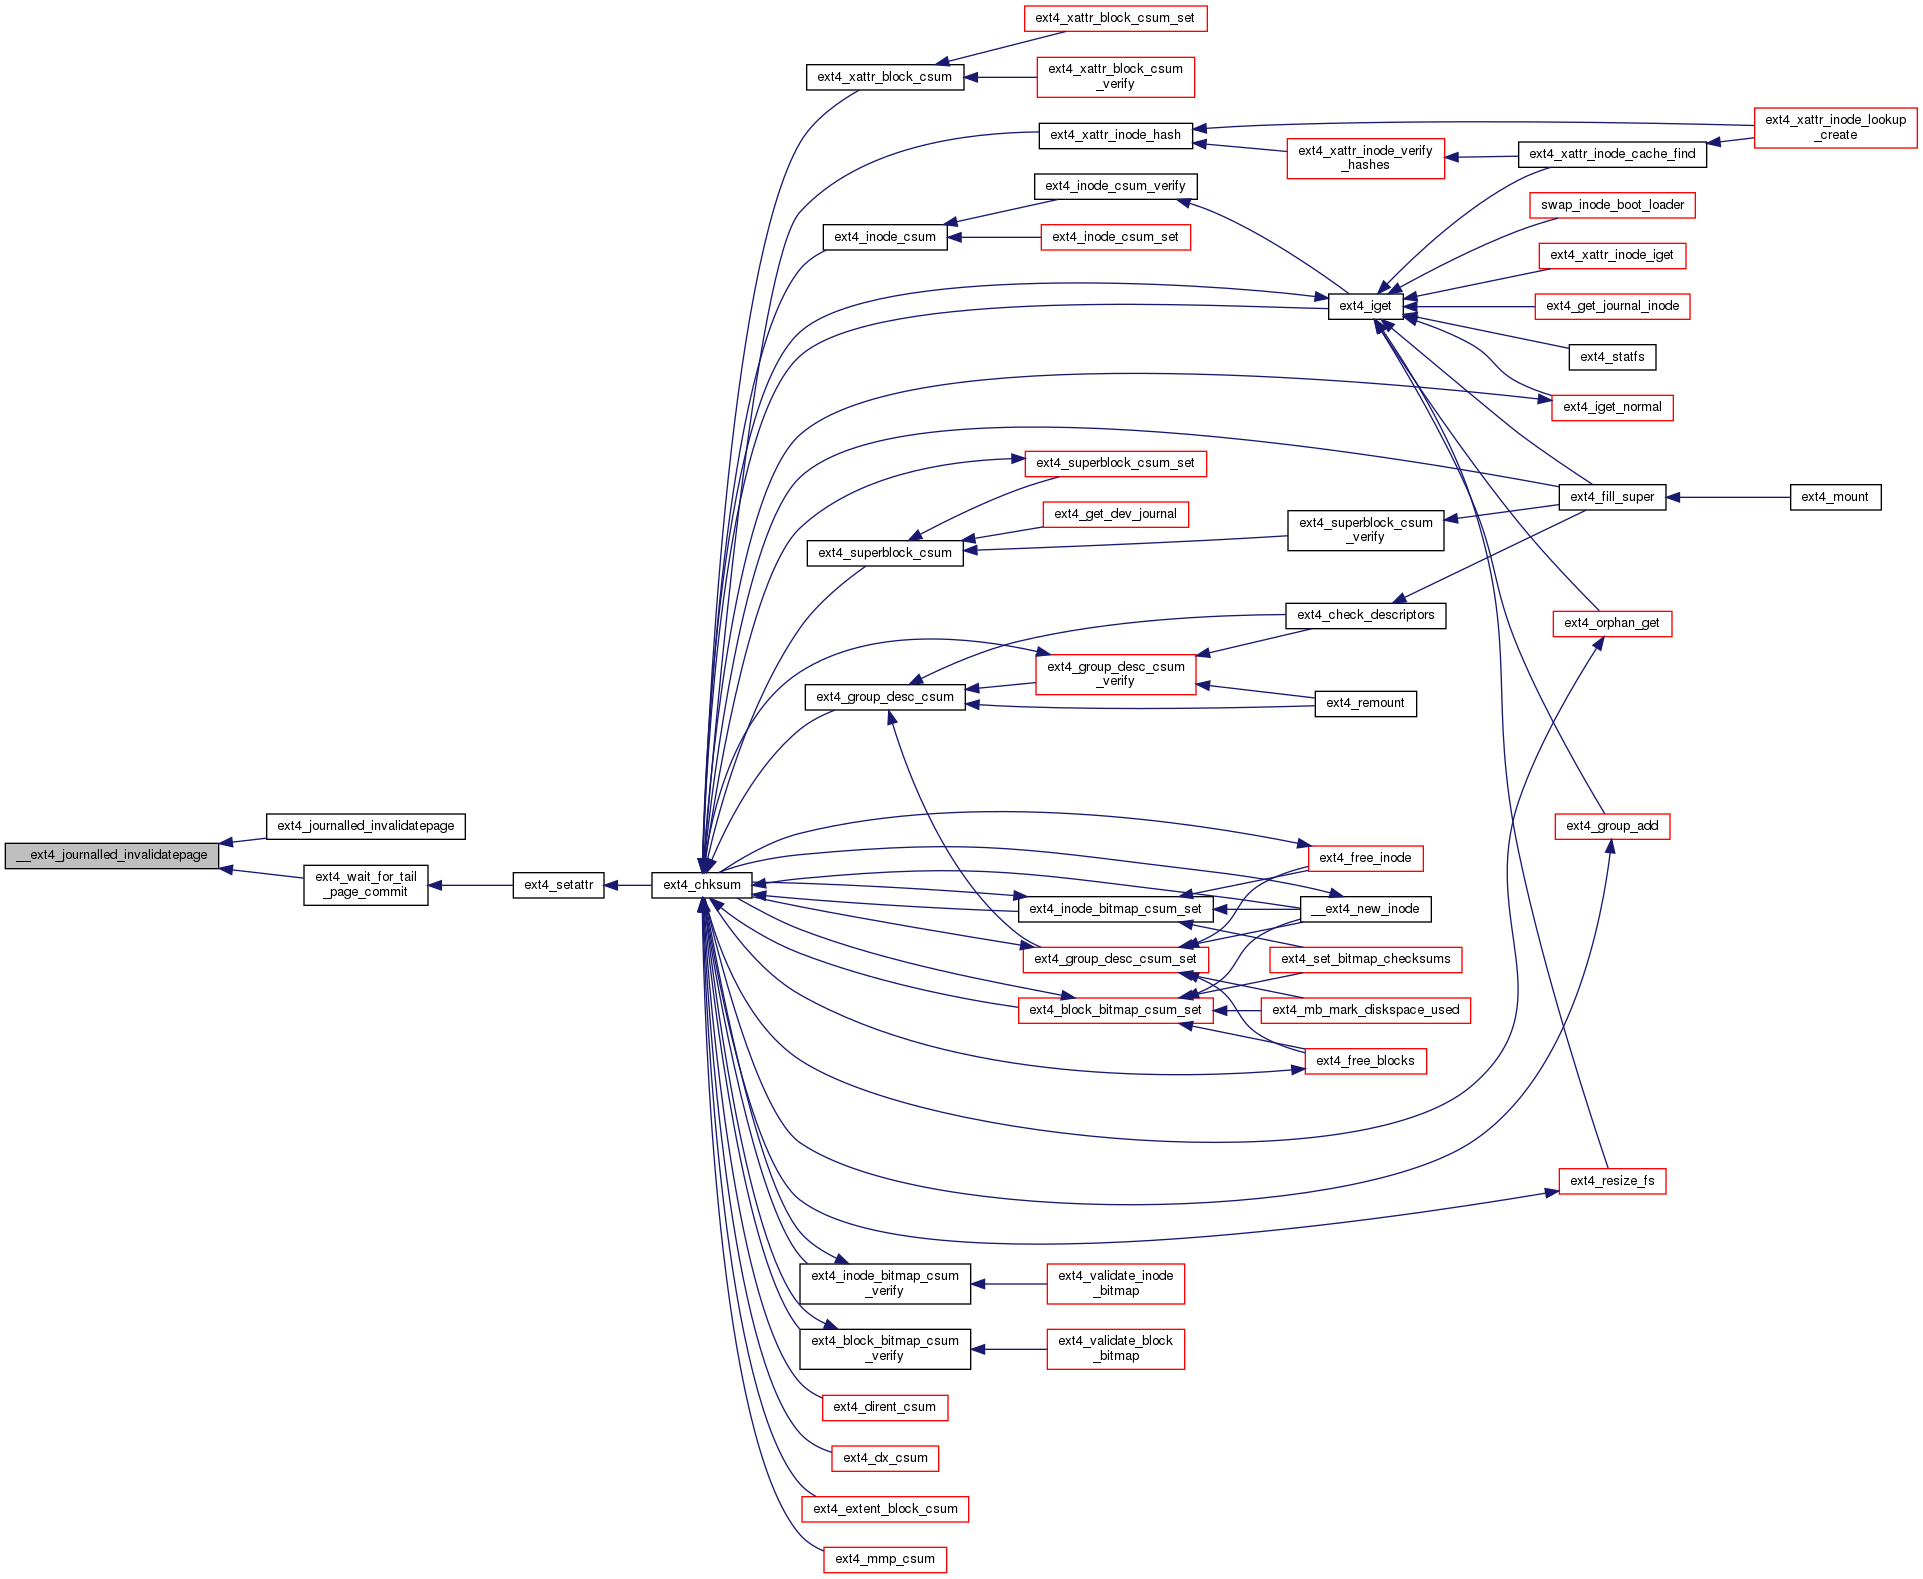 ext4_xattr_block_csum_set
ext4_xattr_block_csum
ext4_xattr_block_csum
_verify
ext4_xattr_inode_hash
ext4_xattr_inode_lookup
_create
ext4_xattr_inode_verify
_hashes
ext4_xattr_inode_cache_find
ext4_inode_csum_verify
swap_inode_boot_loader
ext4_inode_csum
ext4_inode_csum_set
ext4_xattr_inode_iget
ext4_iget
ext4_get_journal_inode
ext4_statfs
ext4_iget_normal
ext4_superblock_csum_set
ext4_fill_super
ext4_mount
ext4_get_dev_journal
ext4_superblock_csum
_verify
ext4_superblock_csum
ext4_check_descriptors
ext4_orphan_get
ext4_group_desc_csum
_verify
ext4_group_desc_csum
ext4_remount
ext4_journalled_invalidatepage
ext4_group_add
__ext4_journalled_invalidatepage
ext4_wait_for_tail
_page_commit
ext4_setattr
ext4_chksum
ext4_free_inode
ext4_inode_bitmap_csum_set
__ext4_new_inode
ext4_group_desc_csum_set
ext4_set_bitmap_checksums
ext4_block_bitmap_csum_set
ext4_mb_mark_diskspace_used
ext4_free_blocks
ext4_resize_fs
ext4_inode_bitmap_csum
_verify
ext4_validate_inode
_bitmap
ext4_block_bitmap_csum
_verify
ext4_validate_block
_bitmap
ext4_dirent_csum
ext4_dx_csum
ext4_extent_block_csum
ext4_mmp_csum